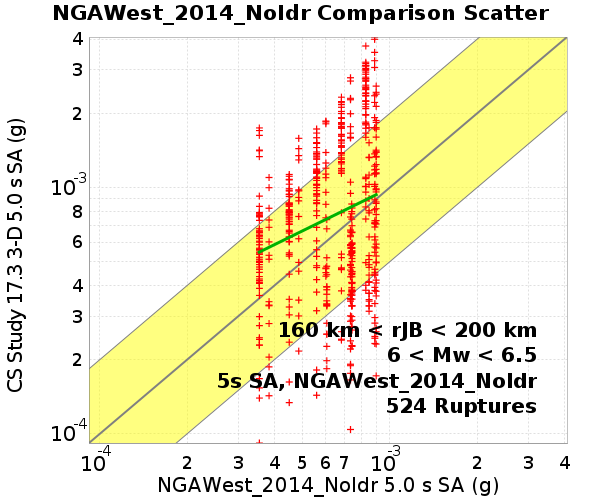 NGAWest_2014_NoIdr Comparison Scatter
CS Study 17.3 3-D 5.0 s SA (g)
4
3
2
10-3
8
6
4
3
2
10-4
160 km < rJB < 200 km
6 < Mw < 6.5
5s SA, NGAWest_2014_NoIdr
524 Ruptures
10-4 2 3 4 5 6 7 10-3 2 3 4
NGAWest_2014_NoIdr 5.0 s SA (g)